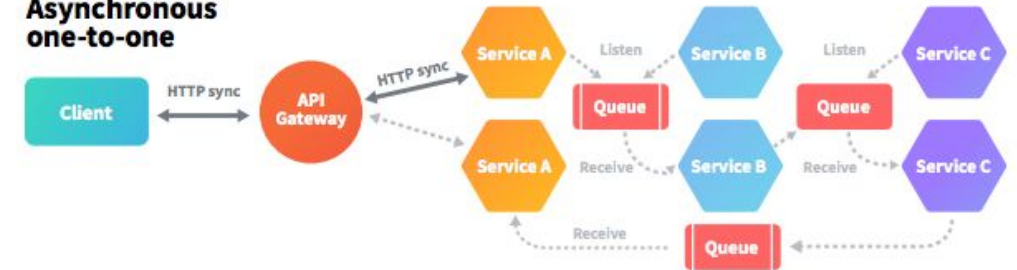 Asynchronous
one-to-one
Client
HTTP sync
API
Gateway
HTTP sync
Service A
Listen
Queue
Service B
Listen
Queue
Service C
Service A
Receive
Service B
Receive
Service C
Receive
Queue